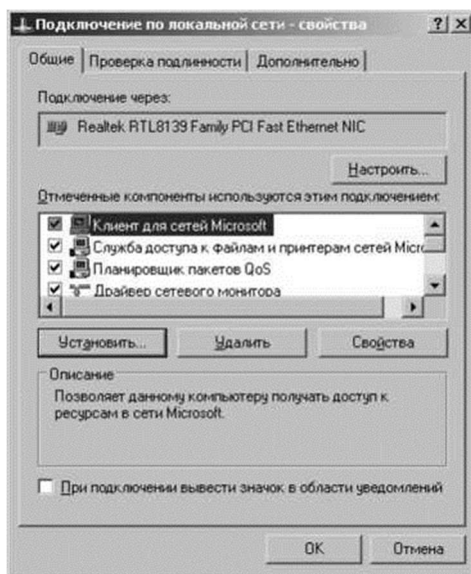 Подключение по локальной сети - свойства
Общие
Проверка подлинности
Дополнительно
Подключение через:
Realtek RTL8139 Family PCI Fast Ethernet NIC
Настроить...
Отмеченные компоненты используются этим подключением:
Клиент для сетей Microsoft
Служба доступа к файлам и принтерам сетей Micro
Планировщик пакетов QoS
Драйвер сетевого монитора
Установить...
Удалить
Свойства
Описание
Позволяет данному компьютеру получать доступ к
ресурсам в сети Microsoft.
При подключении вывести значок в области уведомлений
OK
Отмена